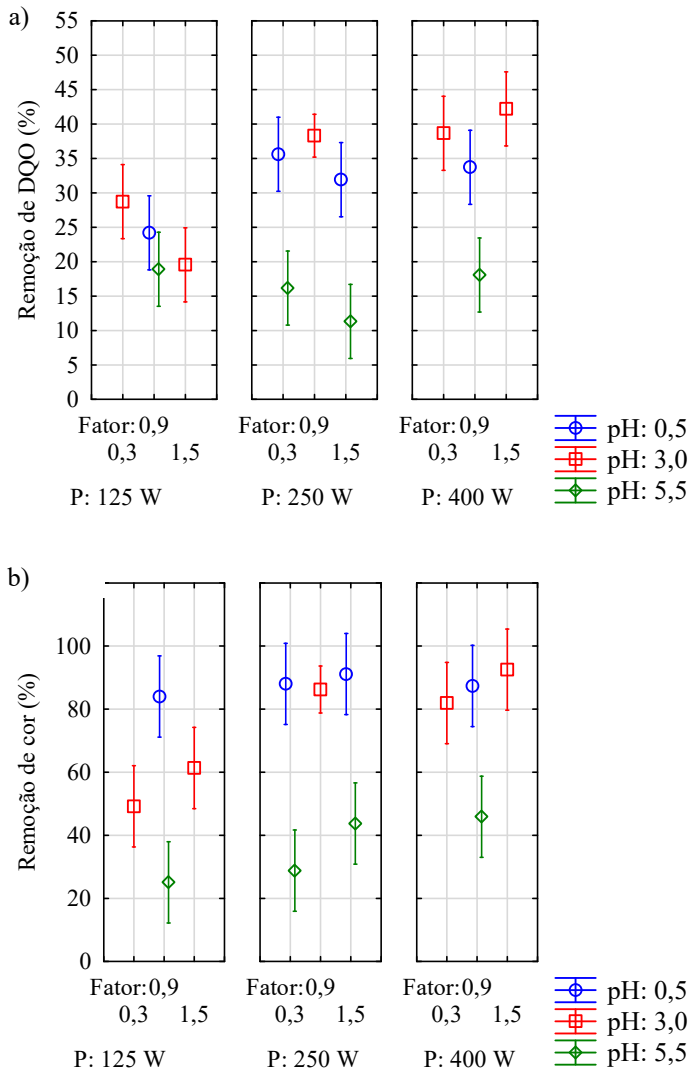 a)
55
50
45
40
35
30
25
20
15
10
5
0
Remoção de DQO (%)
Fator: 0,9 0,9 0,9
0,3 1,5 0,3 1,5 0,3 1,5
P: 125 W P: 250 W P: 400 W
pH: 0,5
pH: 3,0
pH: 5,5
b)
100
80
60
40
20
0
Remoção de cor (%)
Fator: 0,9 0,9 0,9
0,3 1,5 0,3 1,5 0,3 1,5
P: 125 W P: 250 W P: 400 W
pH: 0,5
pH: 3,0
pH: 5,5